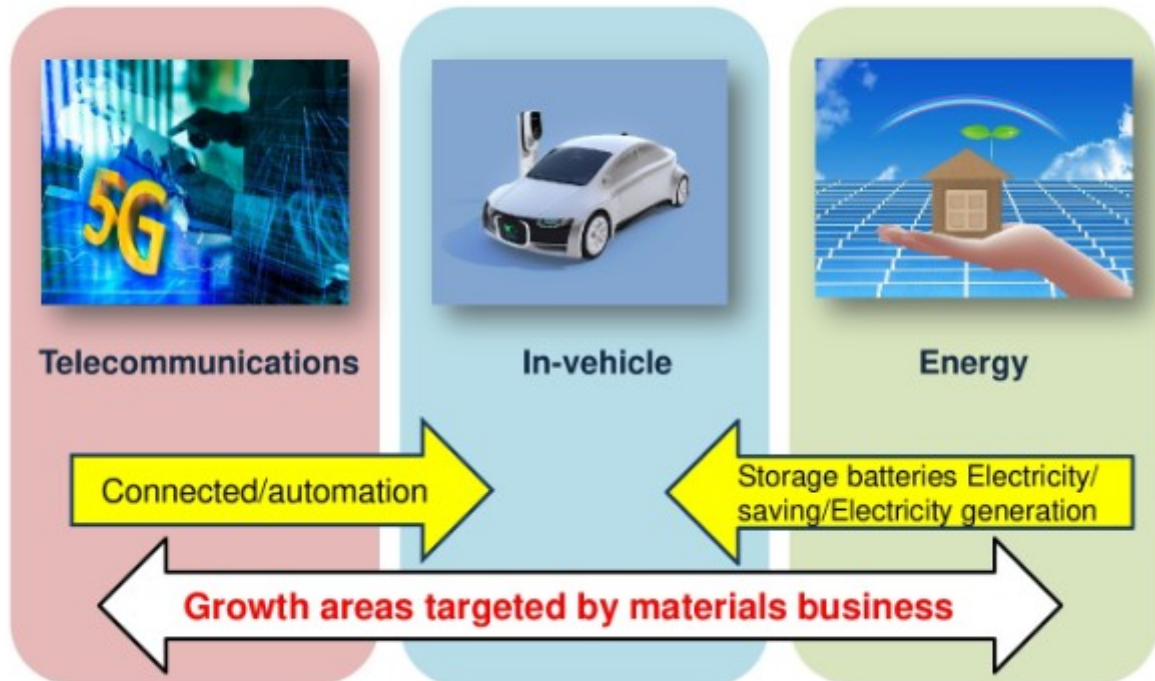 5G
Telecommunications
In-vehicle
Energy
Connected/automation
Storage batteries Electricity/
saving/Electricity generation
Growth areas targeted by materials business